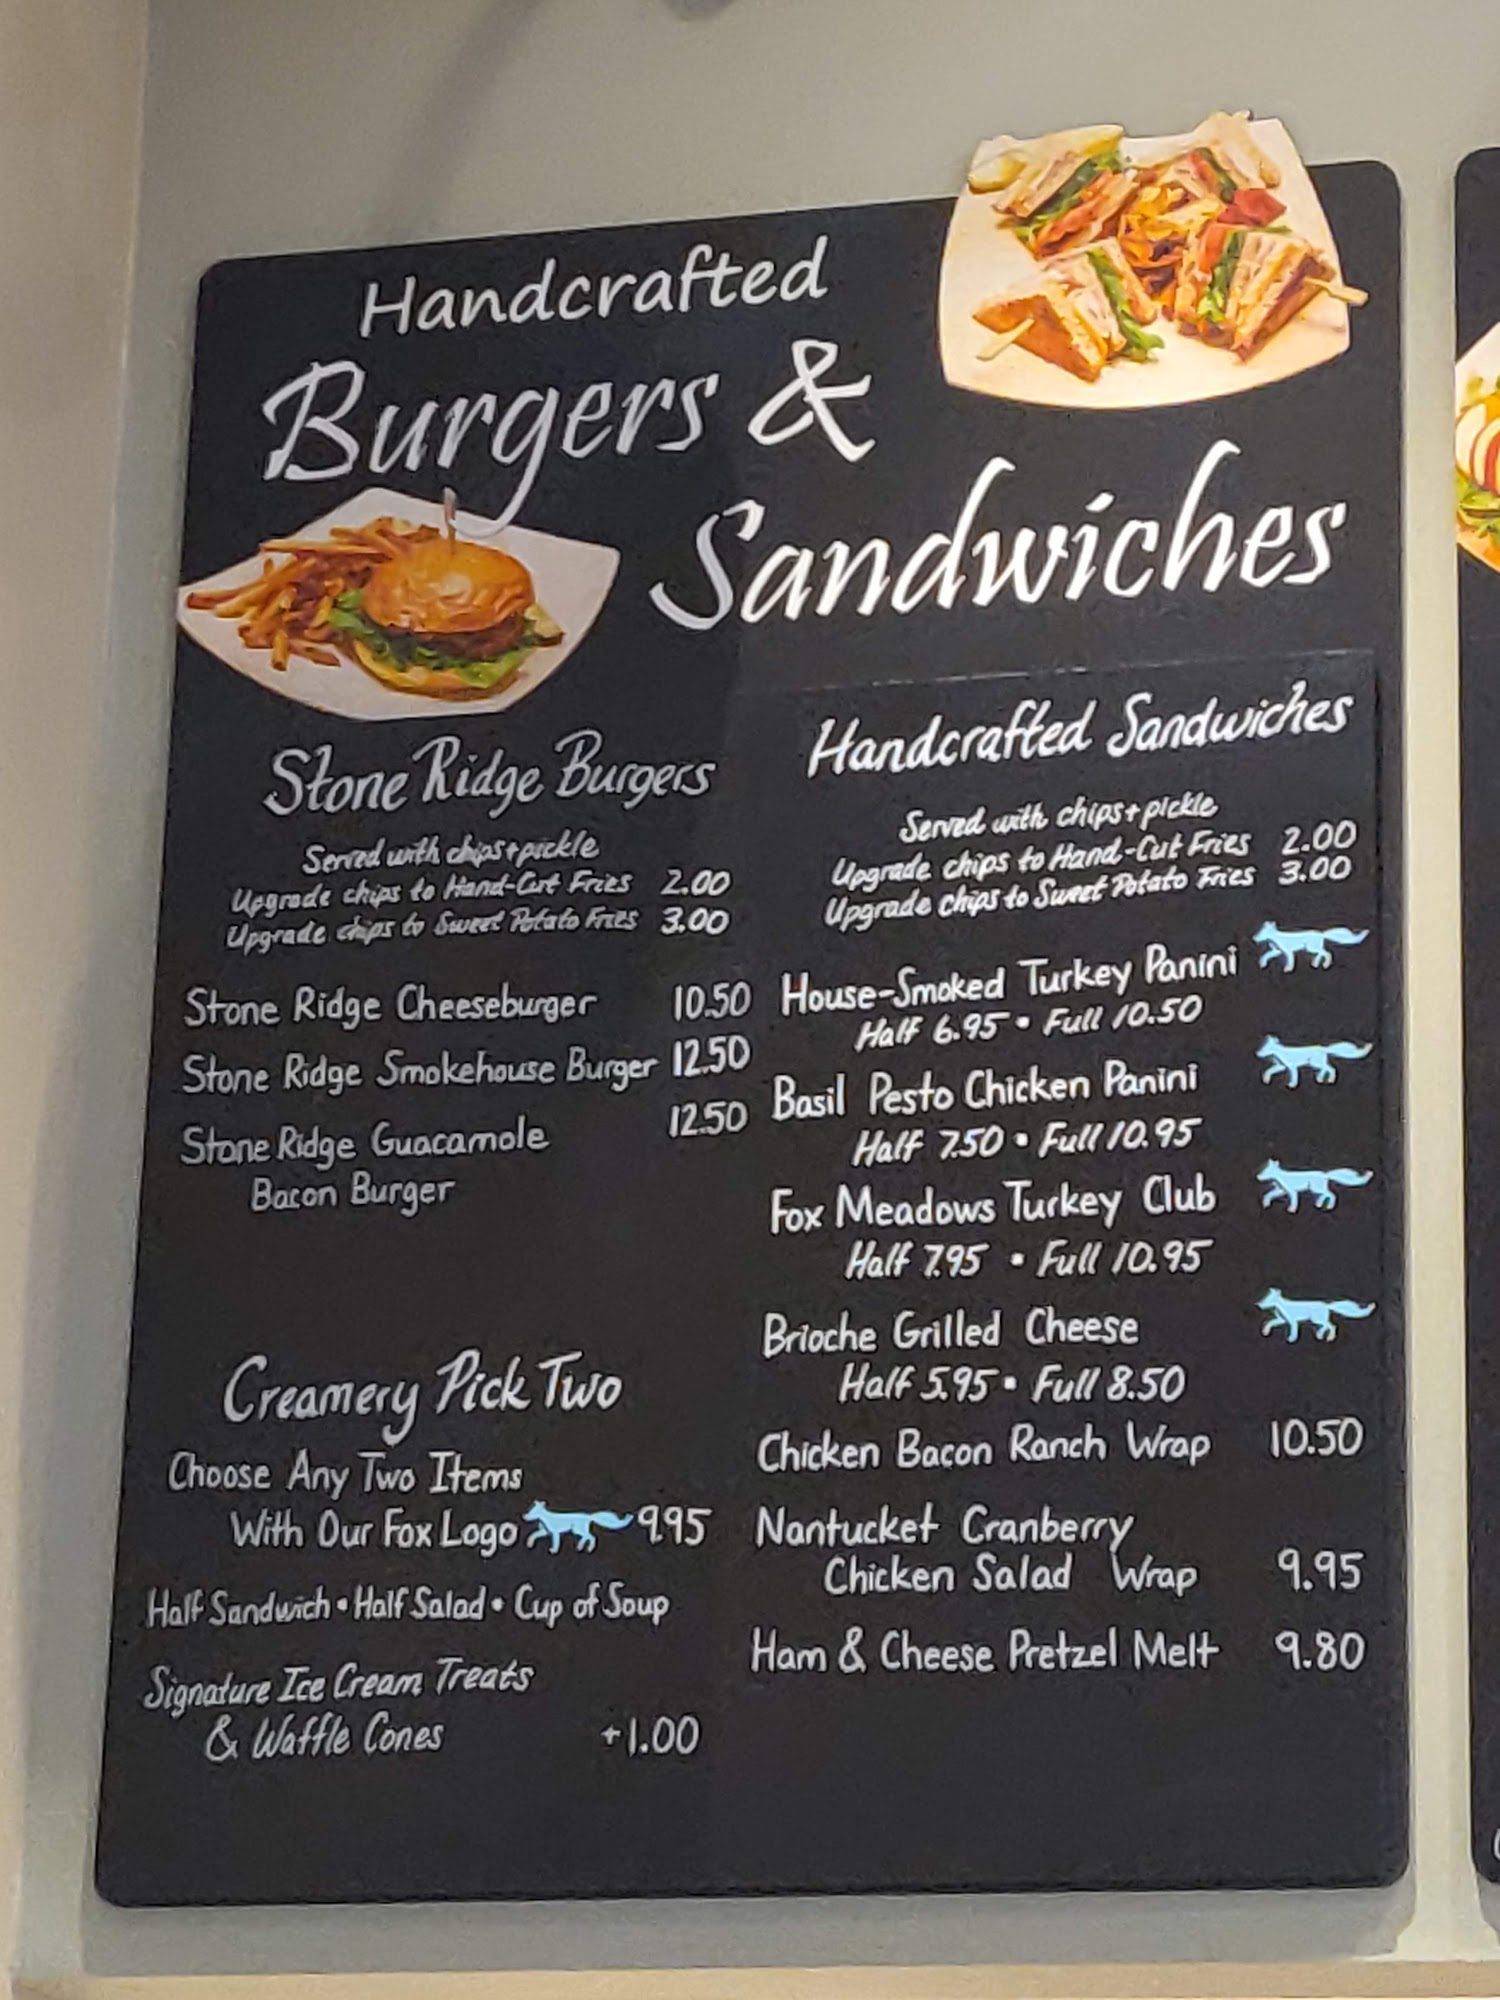 Handcrafted
Burgers &
Sandwiches
Stone Ridge Burgers
Served with chips + pickle
Upgrade chips to Hand-Cut Fries 2.00
Upgrade chips to Sweet Potato Fries 3.00
Stone Ridge Cheeseburger 10.50
Stone Ridge Smokehouse Burger 12.50
Stone Ridge Guacamole 12.50
Bacon Burger
Creamery Pick Two
Choose Any Two Items
With Our Fox Logo 9.95
Half Sandwich • Half Salad • Cup of Soup
Signature Ice Cream Treats
& Waffle Cones +1.00
Handcrafted Sandwiches
Served with chips + pickle
Upgrade chips to Hand-Cut Fries 2.00
Upgrade chips to Sweet Potato Fries 3.00
House-Smoked Turkey Panini
Half 6.95 • Full 10.50
Basil Pesto Chicken Panini
Half 7.50 • Full 10.95
Fox Meadows Turkey Club
Half 7.95 • Full 10.95
Brioche Grilled Cheese
Half 5.95 • Full 8.50
Chicken Bacon Ranch Wrap 10.50
Nantucket Cranberry
Chicken Salad Wrap 9.95
Ham & Cheese Pretzel Melt 9.80